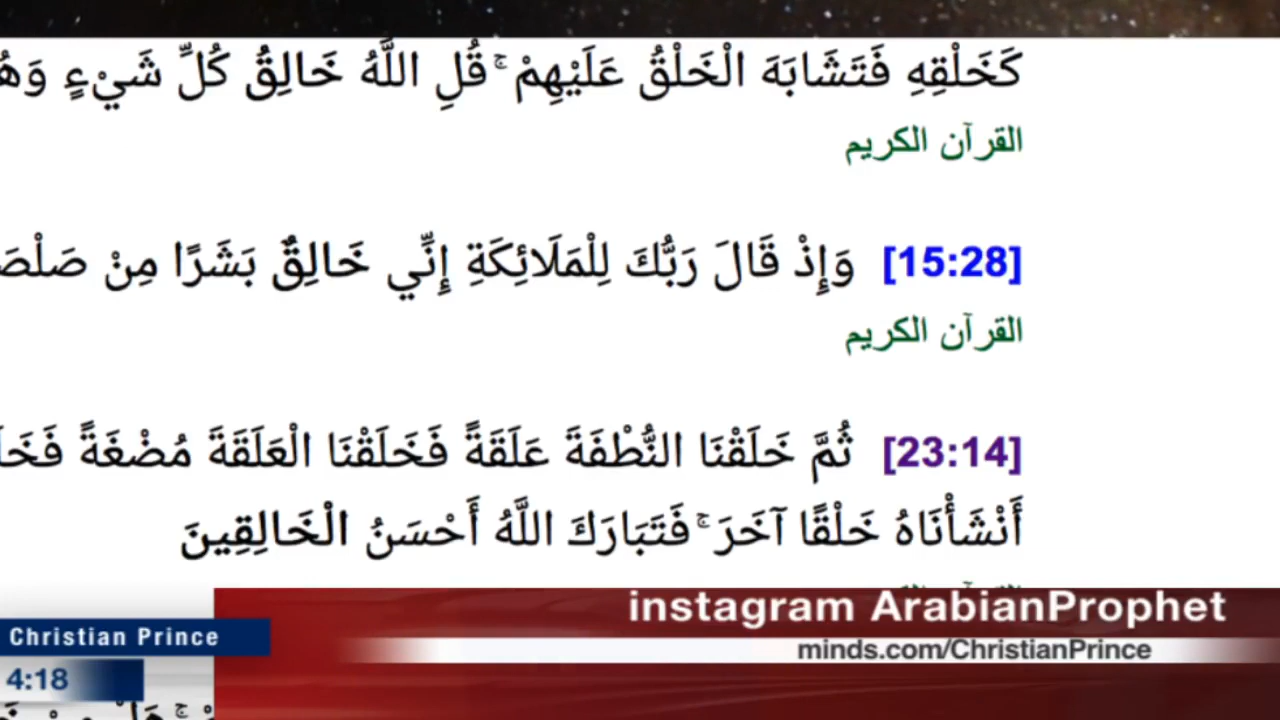 كَخَلْقِهِ فَتَشَابَهَ الْخَلْقُ عَلَيْهِمْ ۚ قُلِ اللَّهُ خَالِقُ كُلِّ شَيْءٍ
القرآن الكريم
[15:28] وَإِذْ قَالَ رَبُّكَ لِلْمَلَائِكَةِ إِنِّي خَالِقٌ بَشَرًا مِنْ
القرآن الكريم
[23:14] ثُمَّ خَلَقْنَا النُّطْفَةَ عَلَقَةً فَخَلَقْنَا الْعَلَقَةَ مُضْغَةً
أَنْشَأْنَاهُ خَلْقًا آخَرَ ۚ فَتَبَارَكَ اللَّهُ أَحْسَنُ الْخَالِقِينَ
instagram ArabianProphet
Christian Prince
minds.com/ChristianPrince
4:18